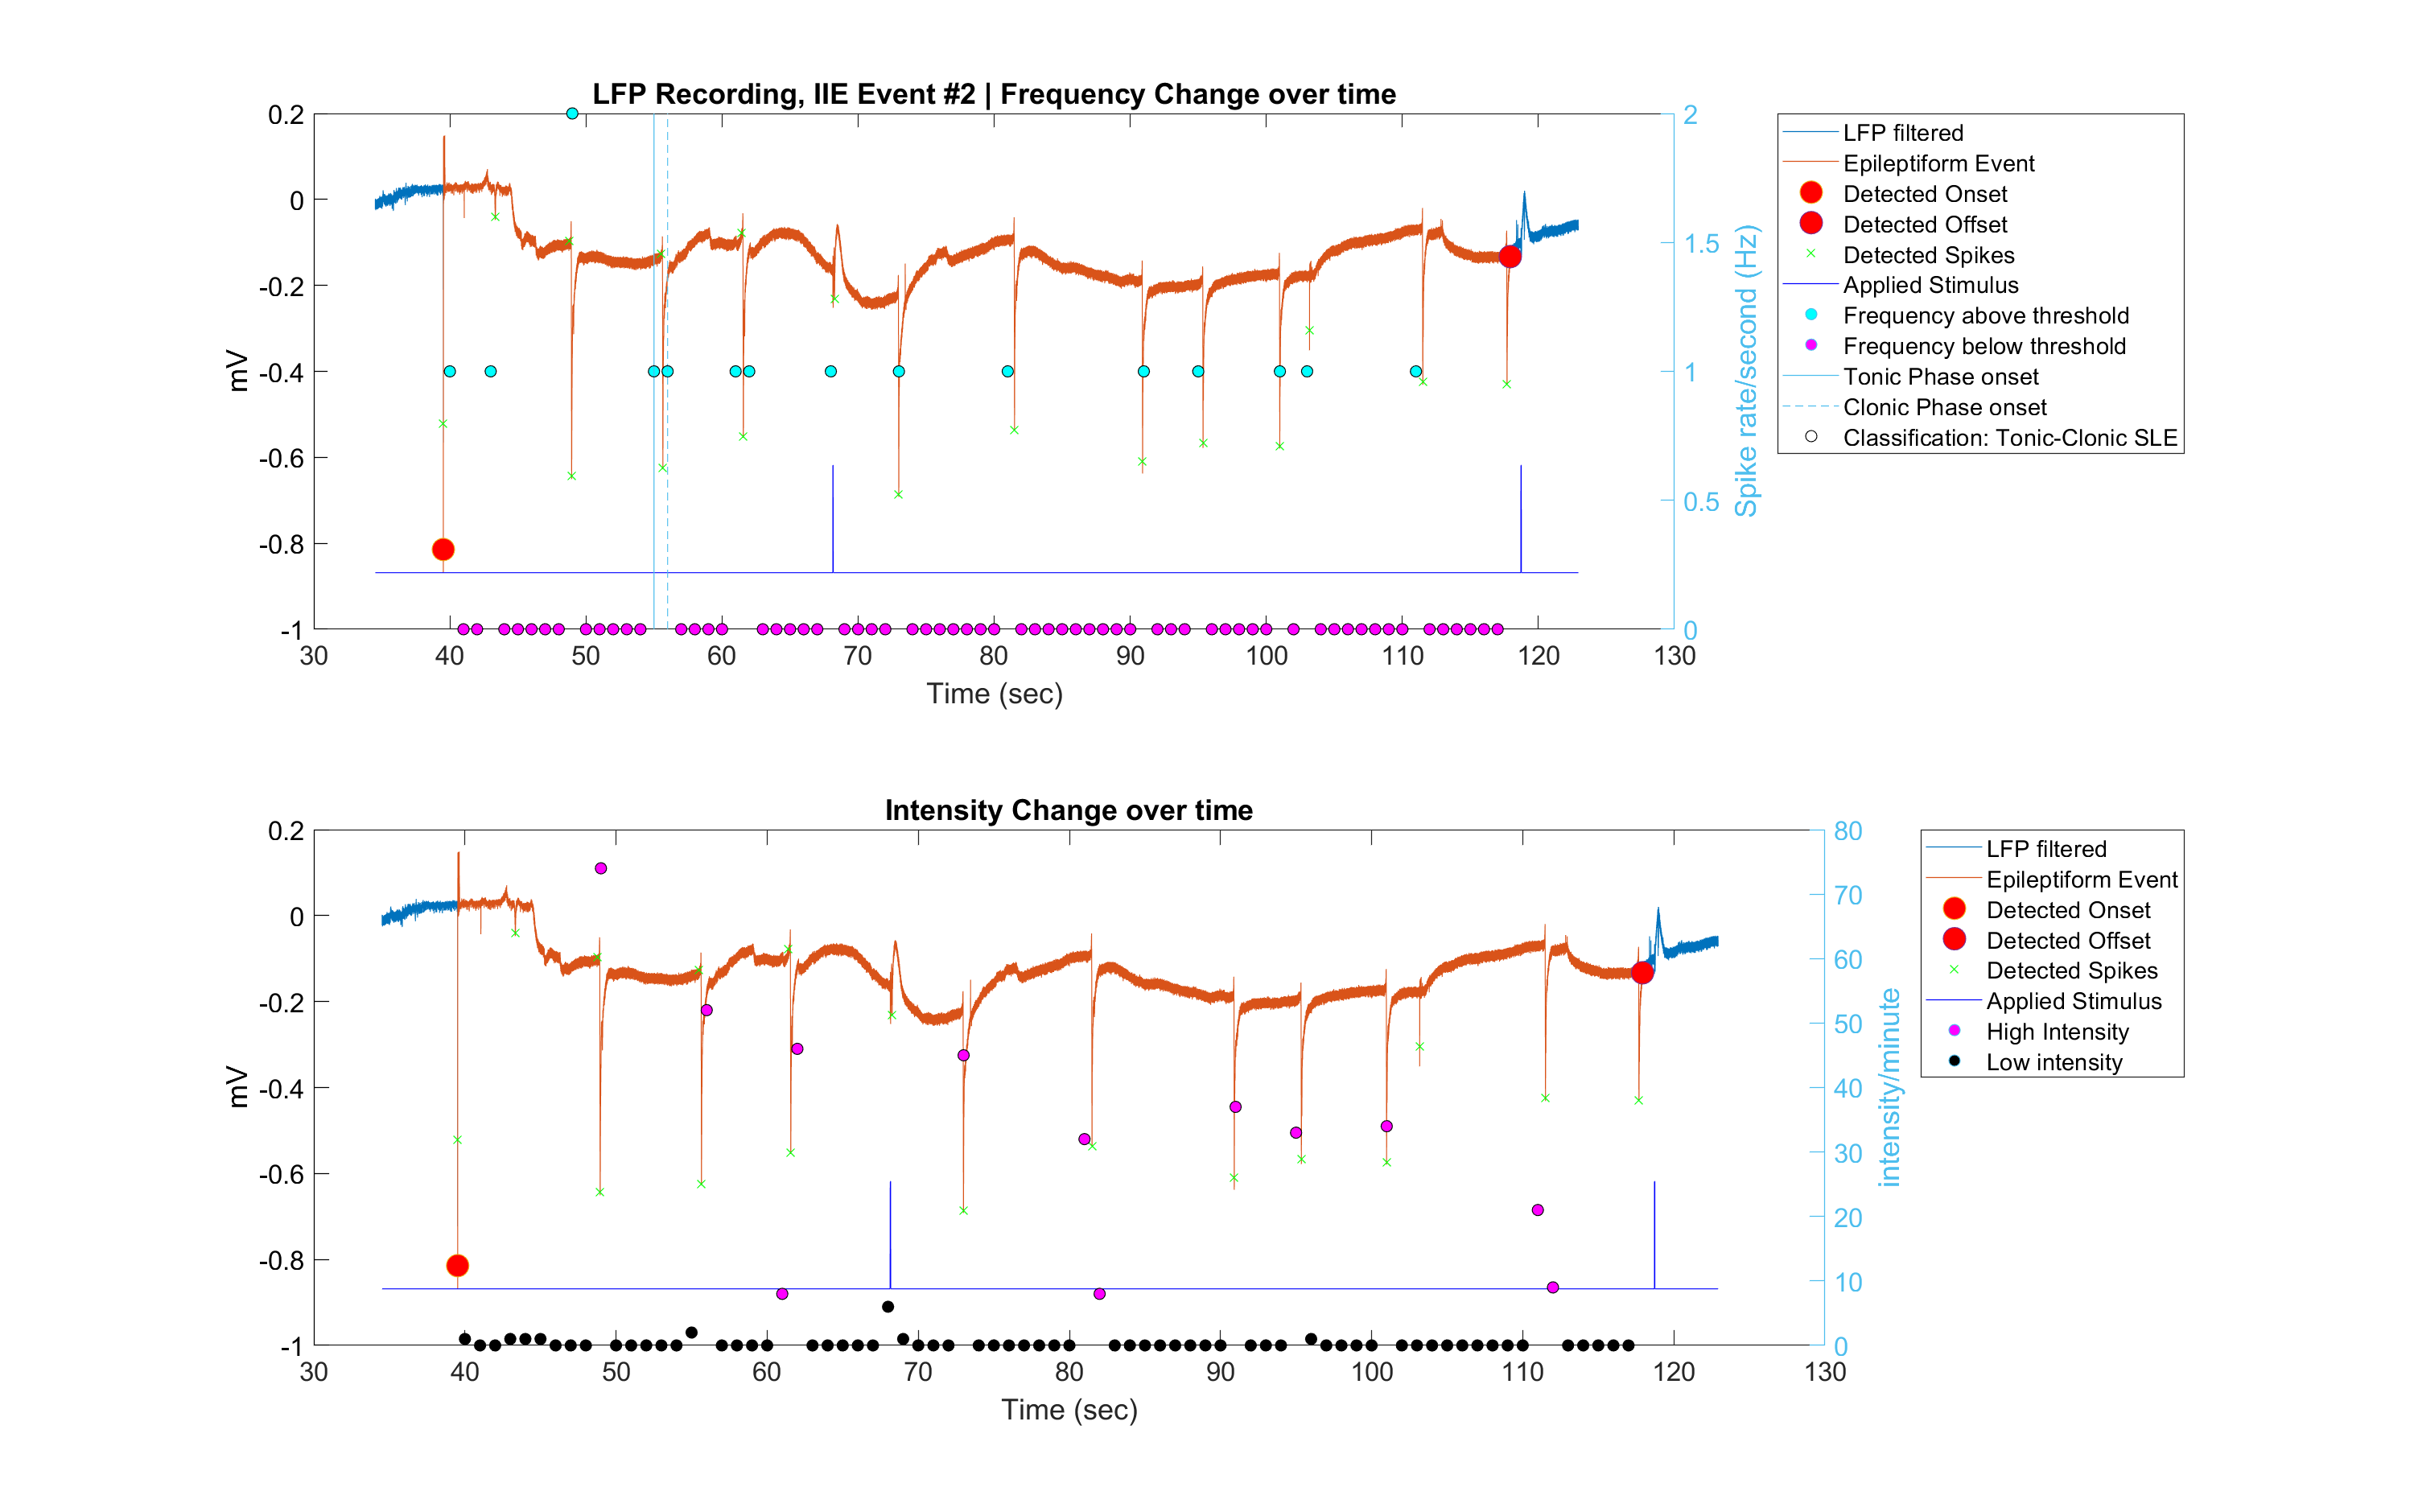 LFP Recording, IIE Event #2 | Frequency Change over time
0.2
0
-0.2
-0.4
-0.6
-0.8
-1
mV
30 40 50 60 70 80 90 100 110 120 130
Time (sec)
2
1.5
1
0.5
0
Spike rate/second (Hz)
LFP filtered
Epileptiform Event
Detected Onset
Detected Offset
Detected Spikes
Applied Stimulus
Frequency above threshold
Frequency below threshold
Tonic Phase onset
Clonic Phase onset
Classification: Tonic-Clonic SLE
Intensity Change over time
0.2
0
-0.2
-0.4
-0.6
-0.8
-1
mV
30 40 50 60 70 80 90 100 110 120 130
Time (sec)
80
70
60
50
40
30
20
10
0
intensity/minute
LFP filtered
Epileptiform Event
Detected Onset
Detected Offset
Detected Spikes
Applied Stimulus
High Intensity
Low intensity